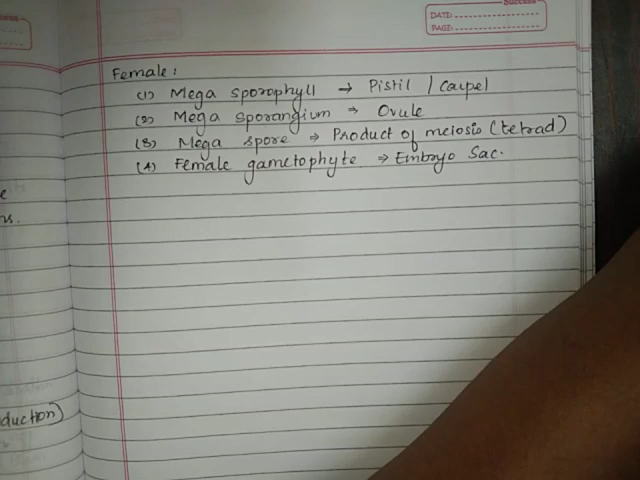 Success
DATE:
PAGE:
Female:
(1) Mega sporophyll → Pistil / Carpel
(2) Mega sporangium → Ovule
(3) Mega spore → Product of meiosis (tetrad)
(4) Female gametophyte → Embryo Sac.
duction)